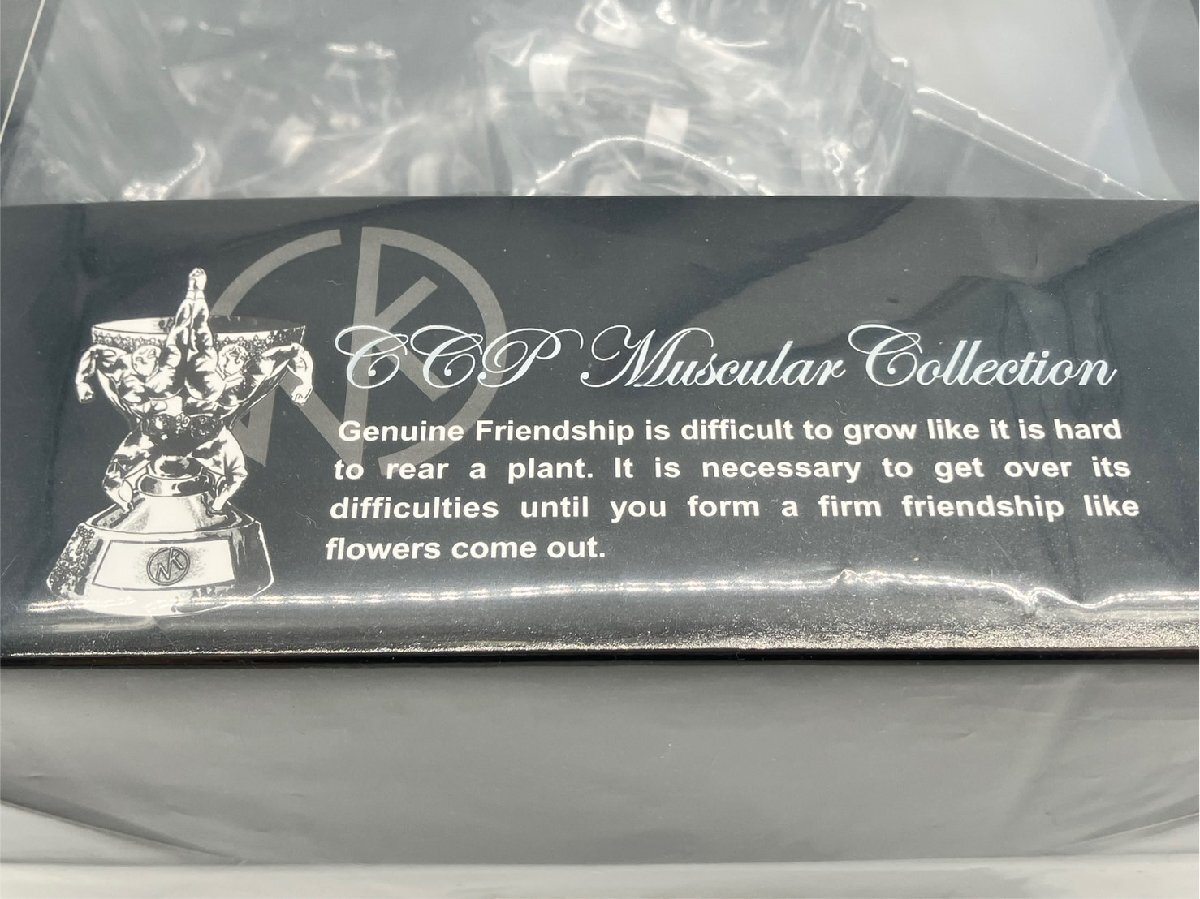 CCP Muscular Collection
Genuine Friendship is difficult to grow like it is hard
to rear a plant. It is necessary to get over its
difficulties until you form a firm friendship like
flowers come out.